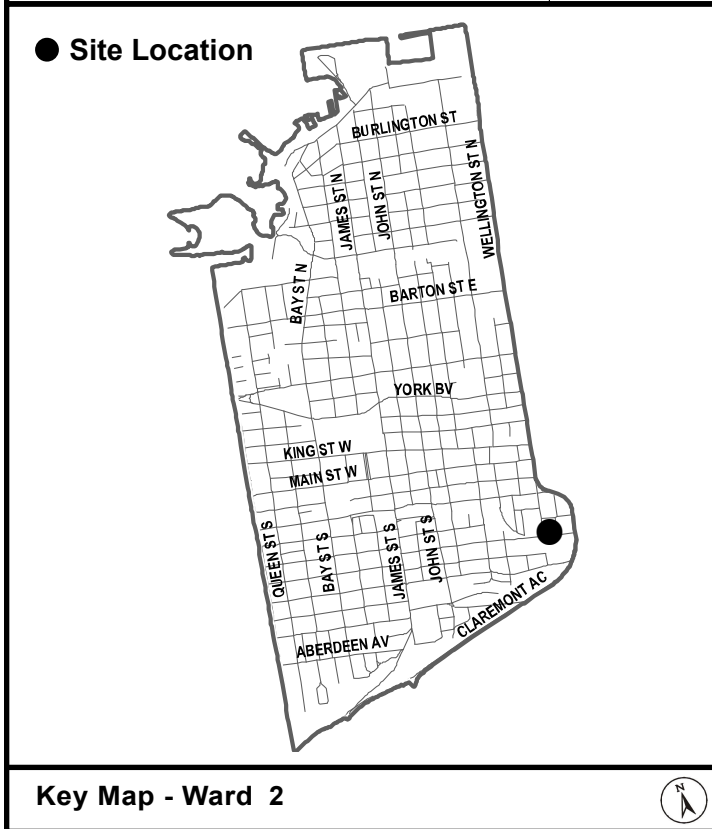 Site Location
BURLINGTON ST
JAMES ST N
JOHN ST N
WELLINGTON ST N
BAY ST N
BARTON ST E
YORK BV
KING ST W
MAIN ST W
QUEEN ST S
BAY ST S
JAMES ST S
JOHN ST S
CLAREMONT AC
ABERDEEN AV
Key Map - Ward 2
N